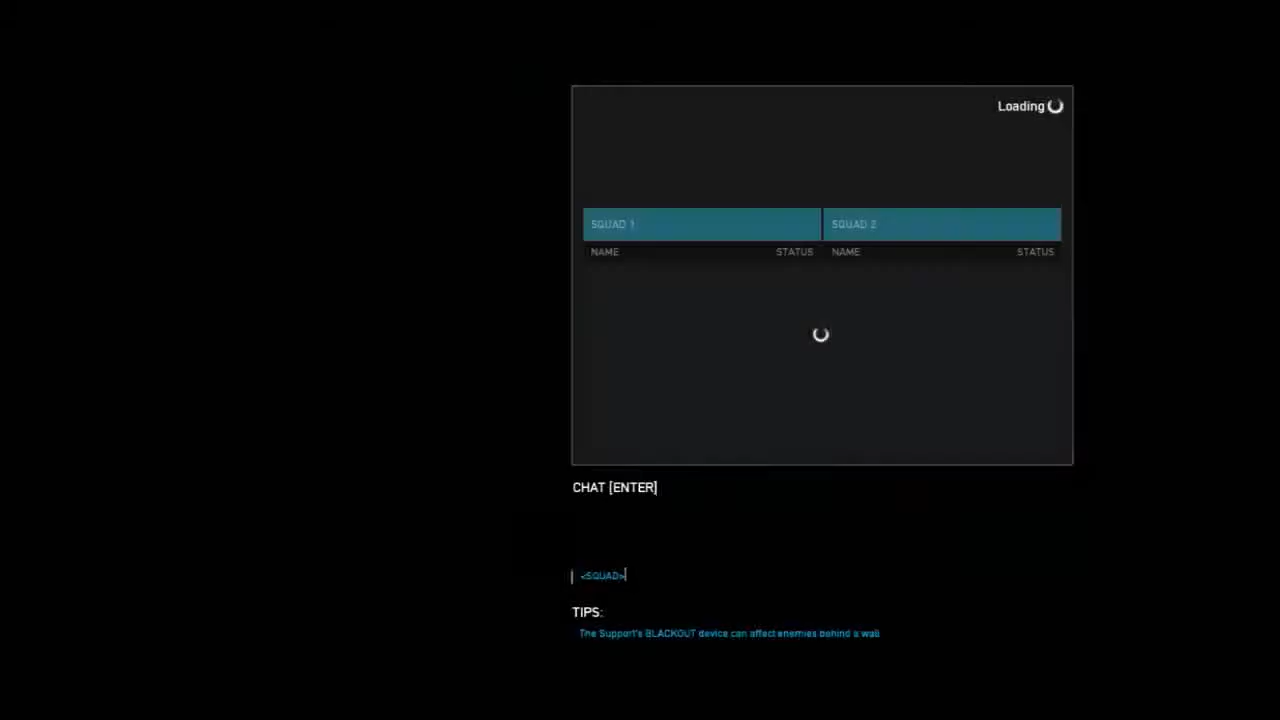 Loading
SQUAD 1 SQUAD 2
NAME STATUS NAME STATUS
CHAT [ENTER]
<SQUAD>
TIPS:
The Support's BLACKOUT device can affect enemies behind a wall